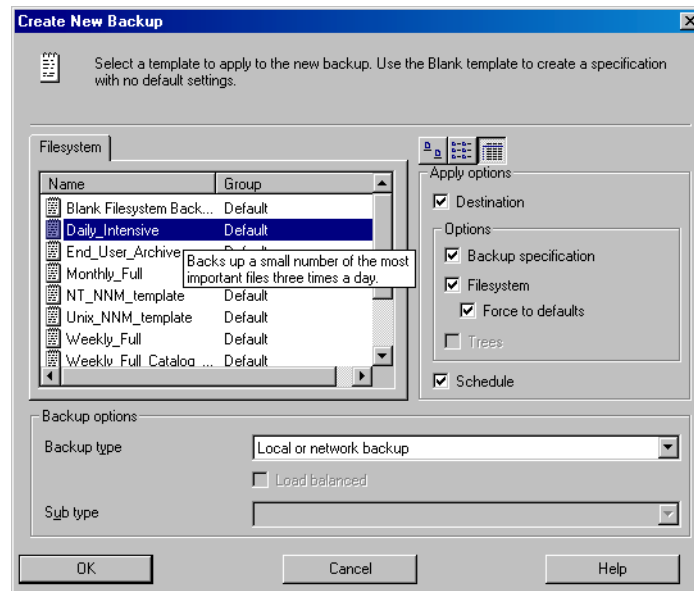 Create New Backup
Select a template to apply to the new backup. Use the Blank template to create a specification
with no default settings.
Filesystem
Name Group
Blank Filesystem Back... Default
Daily_Intensive Default
End_User_Archive
Backs up a small number of the most
important files three times a day.
Monthly_Full
NT_NNM_template Default
Unix_NNM_template Default
Weekly_Full Default
Weekly_Full_Catalog_... Default
Apply options
Destination
Options
Backup specification
Filesystem
Force to defaults
Trees
Schedule
Backup options
Backup type Local or network backup
Load balanced
Sub type
OK Cancel Help